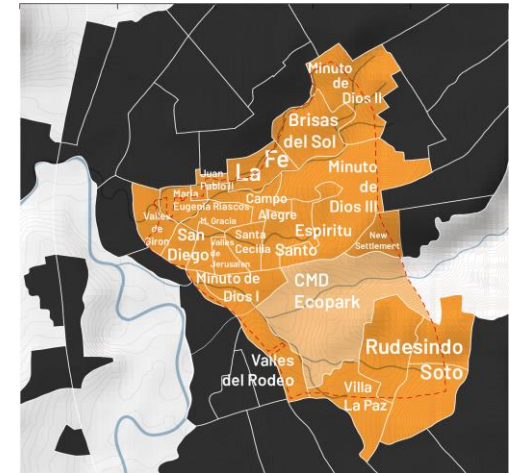 Minuto
de
Dios II
Brisas
del Sol
La Fe
Juan
Pablo II
Minuto
de
Dios III
Maria
Eugenia Riascos
Campo
Alegre
Valles
de
Giron
M. Gracia
San
Diego
Valles
de
Jerusalen
Santa
Cecilia
Espiritu
Santo
New
Settlement
Minuto de
Dios I
CMD
Ecopark
Rudesindo
Soto
Valles
del Rodeo
Villa
La Paz